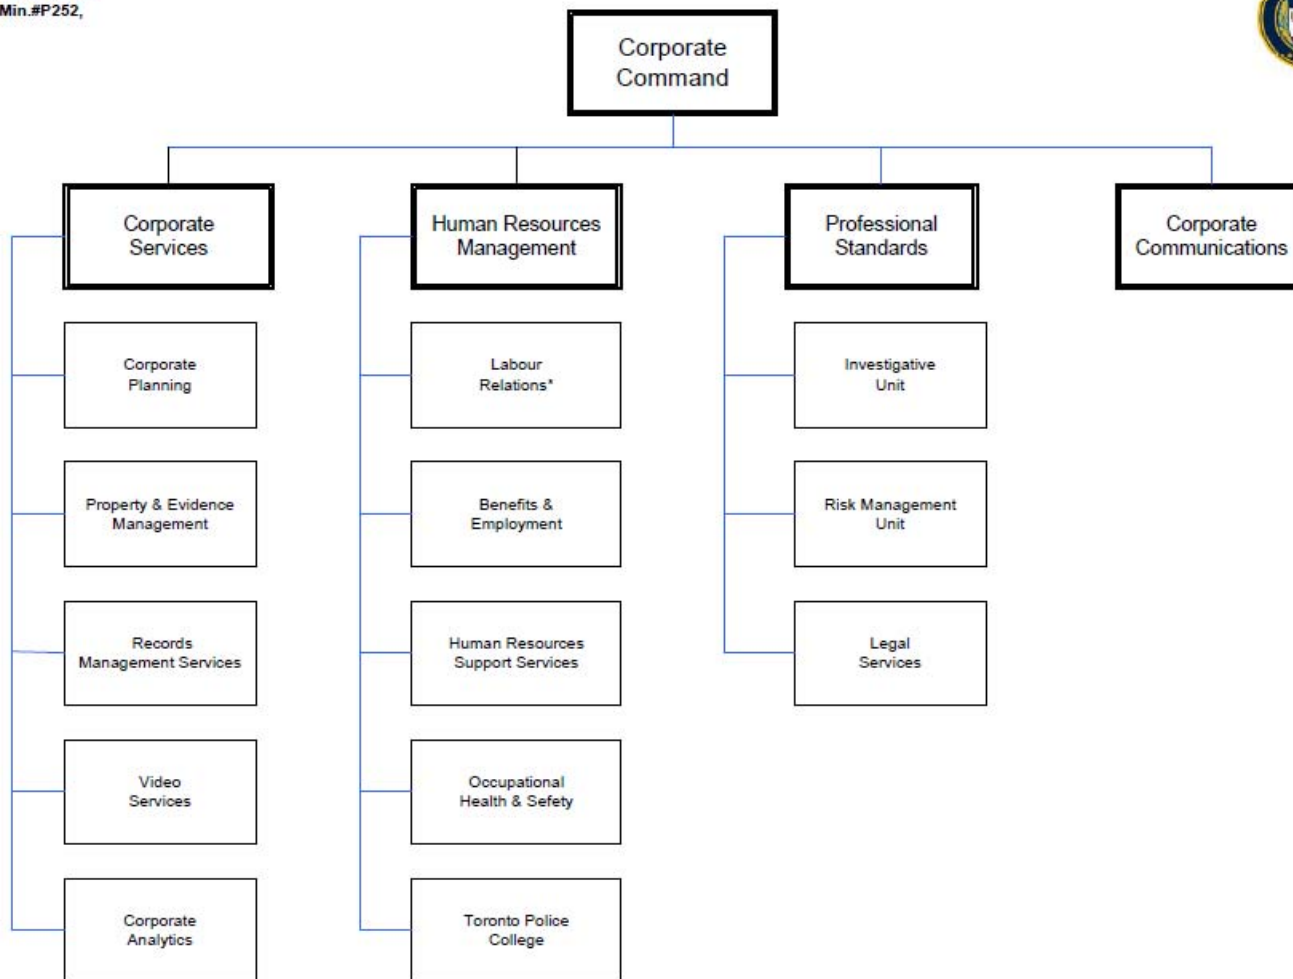 Min.#P252,
Corporate
Command
Corporate
Services
Human Resources
Management
Professional
Standards
Corporate
Communications
Corporate
Planning
Labour
Relations*
Investigative
Unit
Property & Evidence
Management
Benefits &
Employment
Risk Management
Unit
Records
Management Services
Human Resources
Support Services
Legal
Services
Video
Services
Occupational
Health & Sefety
Corporate
Analytics
Toronto Police
College